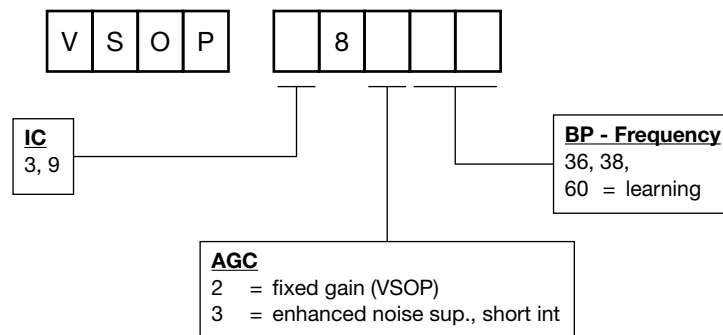 V S O P 8
IC
3, 9
BP - Frequency
36, 38,
60 = learning
AGC
2 = fixed gain (VSOP)
3 = enhanced noise sup., short int